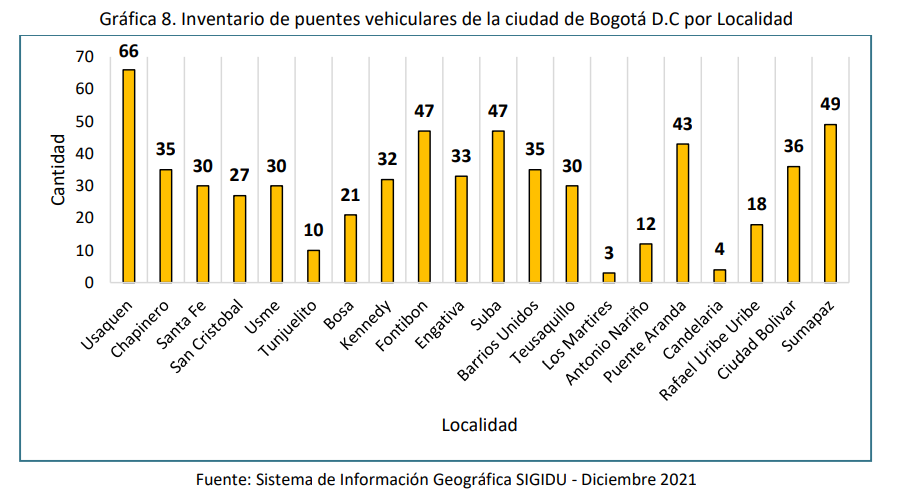 Gráfica 8. Inventario de puentes vehiculares de la ciudad de Bogotá D.C por Localidad
Cantidad
70
60
50
40
30
20
10
0
66
35
30
27
30
10
21
32
47
33
47
35
30
3
12
43
4
18
36
49
Usaquen
Chapinero
Santa Fe
San Cristobal
Usme
Tunjuelito
Bosa
Kennedy
Fontibon
Engativa
Suba
Barrios Unidos
Teusaquillo
Los Martires
Antonio Nariño
Puente Aranda
Candelaria
Rafael Uribe Uribe
Ciudad Bolivar
Sumapaz
Localidad
Fuente: Sistema de Información Geográfica SIGIDU - Diciembre 2021